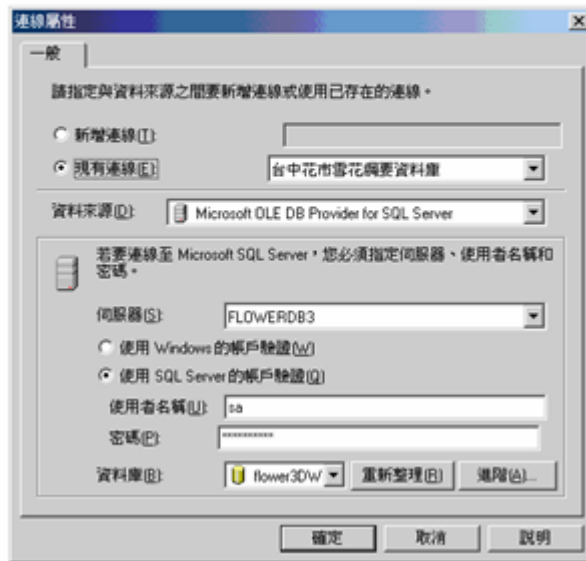 連線屬性
一般
請指定與資料來源之間要新增連線或使用已存在的連線。
新增連線(T):
現有連線(E): 台中花市雪花綱要資料庫
資料來源(D): Microsoft OLE DB Provider for SQL Server
若要連線至 Microsoft SQL Server，您必須指定伺服器、使用者名稱和
密碼。
伺服器(S): FLOWERDB3
使用 Windows 的帳戶驗證(W)
使用 SQL Server 的帳戶驗證(Q)
使用者名稱(U): sa
密碼(P): **********
資料庫(B): flower3DW 重新整理(R) 進階(A)...
確定 取消 說明